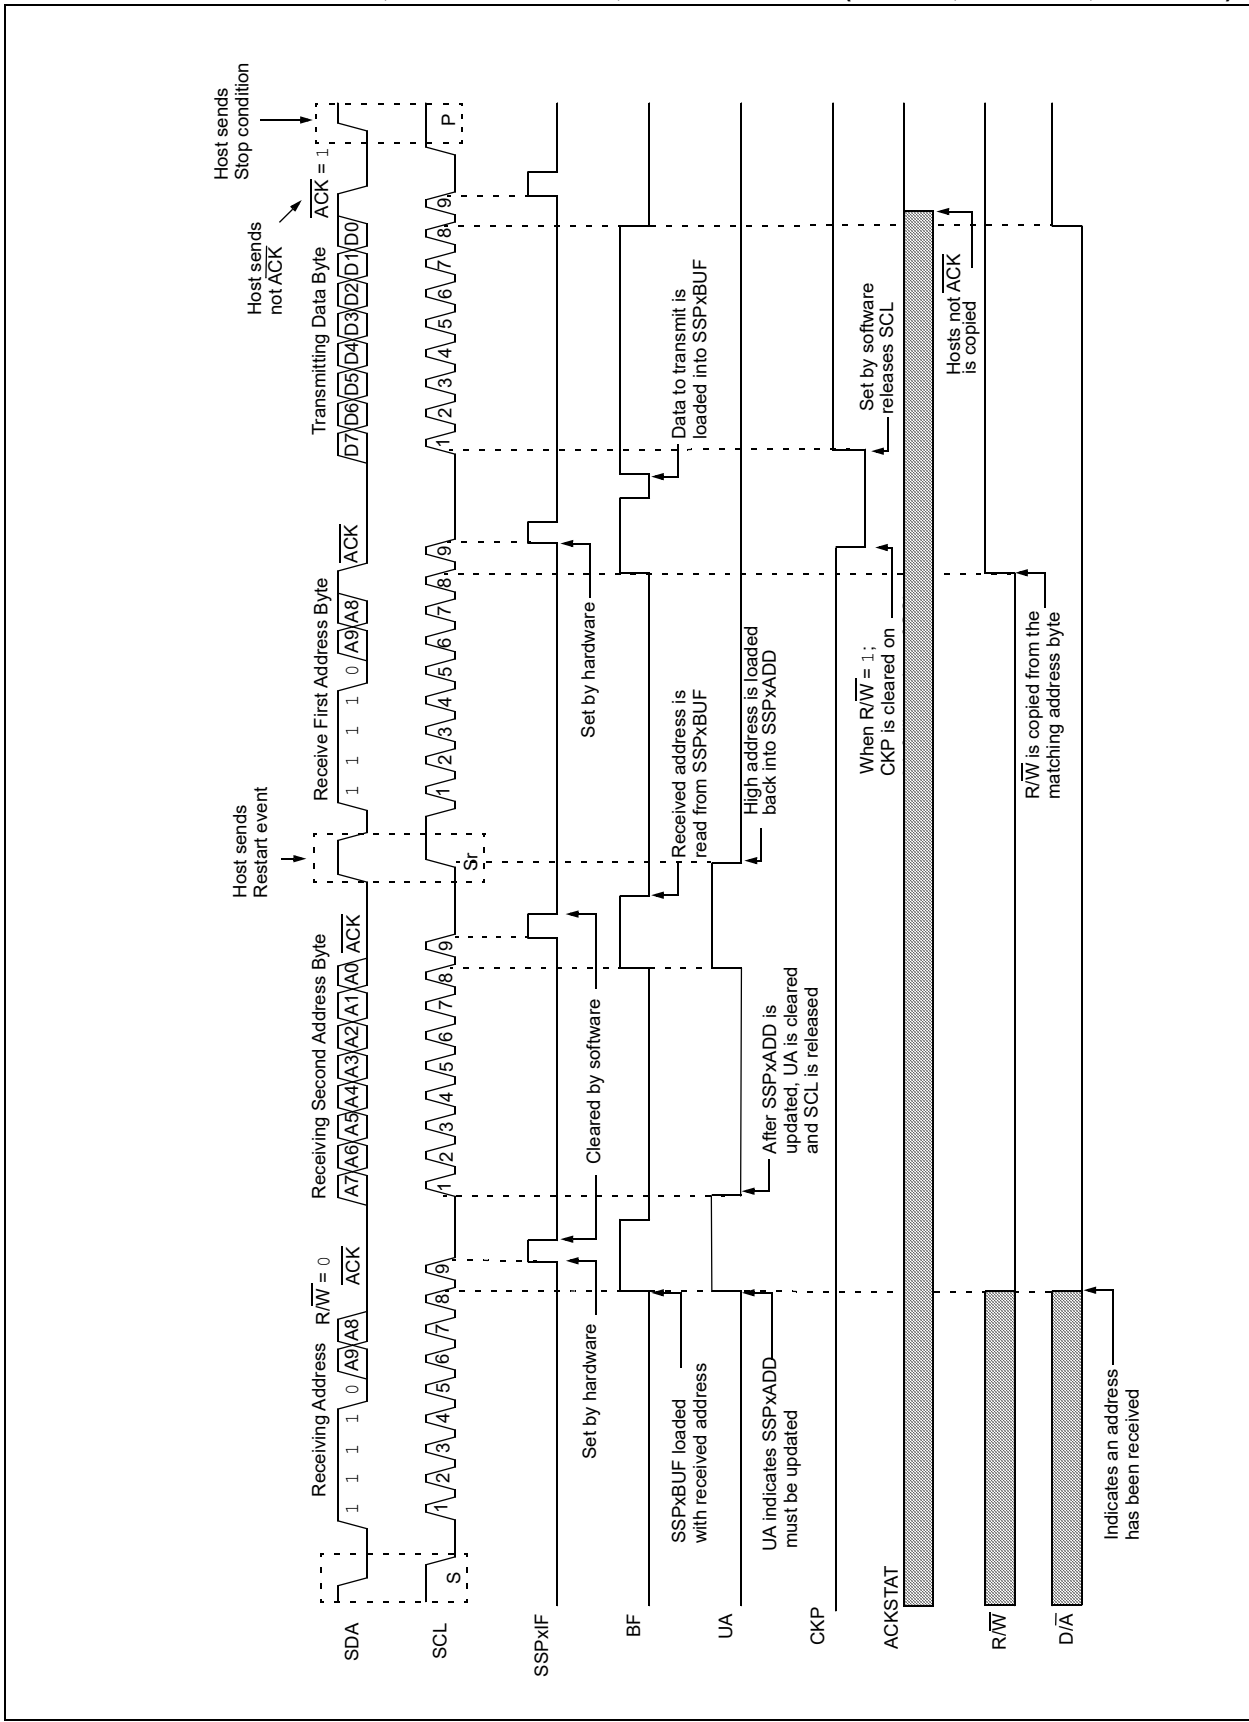 Host sends
Stop condition
Host sends
not A̅C̅K̅
Host sends
Restart event
Receiving Address R/W̅ = 0
Receiving Second Address Byte
Receive First Address Byte
Transmitting Data Byte
A̅C̅K̅ = 1
SDA
1 1 1 1 0 A9 A8 A̅C̅K̅
A7 A6 A5 A4 A3 A2 A1 A0 A̅C̅K̅
1 1 1 1 0 A9 A8 A̅C̅K̅
D7 D6 D5 D4 D3 D2 D1 D0
SCL
S
1 2 3 4 5 6 7 8 9
1 2 3 4 5 6 7 8 9
Sr
1 2 3 4 5 6 7 8 9
1 2 3 4 5 6 7 8 9
P
SSPxIF
Set by hardware
Cleared by software
Set by hardware
BF
SSPxBUF loaded
with received address
Received address is
read from SSPxBUF
Data to transmit is
loaded into SSPxBUF
UA
UA indicates SSPxADD
must be updated
After SSPxADD is
updated, UA is cleared
and SCL is released
High address is loaded
back into SSPxADD
CKP
When R/W̅ = 1;
CKP is cleared on
Set by software
releases SCL
ACKSTAT
Hosts not A̅C̅K̅
is copied
R/W̅
R/W̅ is copied from the
matching address byte
D/A̅
Indicates an address
has been received